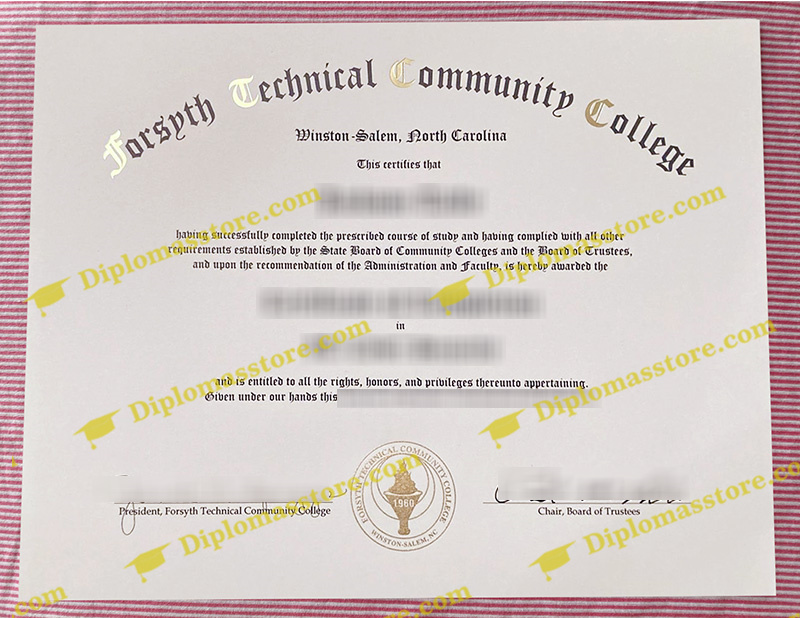 Forsyth Technical Community College
Winston-Salem, North Carolina
This certifies that
having successfully completed the prescribed course of study and having complied with all other
requirements established by the State Board of Community Colleges and the Board of Trustees,
and upon the recommendation of the Administration and Faculty, is hereby awarded the
in
and is entitled to all the rights, honors, and privileges thereunto appertaining.
Given under our hands this
FORSYTH TECHNICAL COMMUNITY COLLEGE
1960
WINSTON-SALEM, NC
President, Forsyth Technical Community College
Chair, Board of Trustees
Diplomasstore.com
Diplomasstore.com
Diplomasstore.com
Diplomasstore.com
Diplomasstore.com
Diplomasstore.com
.com
.com